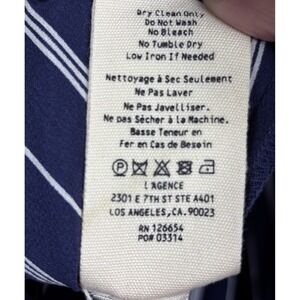 Dry Clean Only
Do Not Wash
No Bleach
No Tumble Dry
Low Iron If Needed
Nettoyage à Sec Seulement
Ne Pas Laver
Ne Pas Javelliser.
Ne pas Sécher à la Machine.
Basse Teneur en
Fer en Cas de Besoin
L'AGENCE
2301 E 7TH ST STE A401
LOS ANGELES,CA.90023
RN 126654
PO# 03314